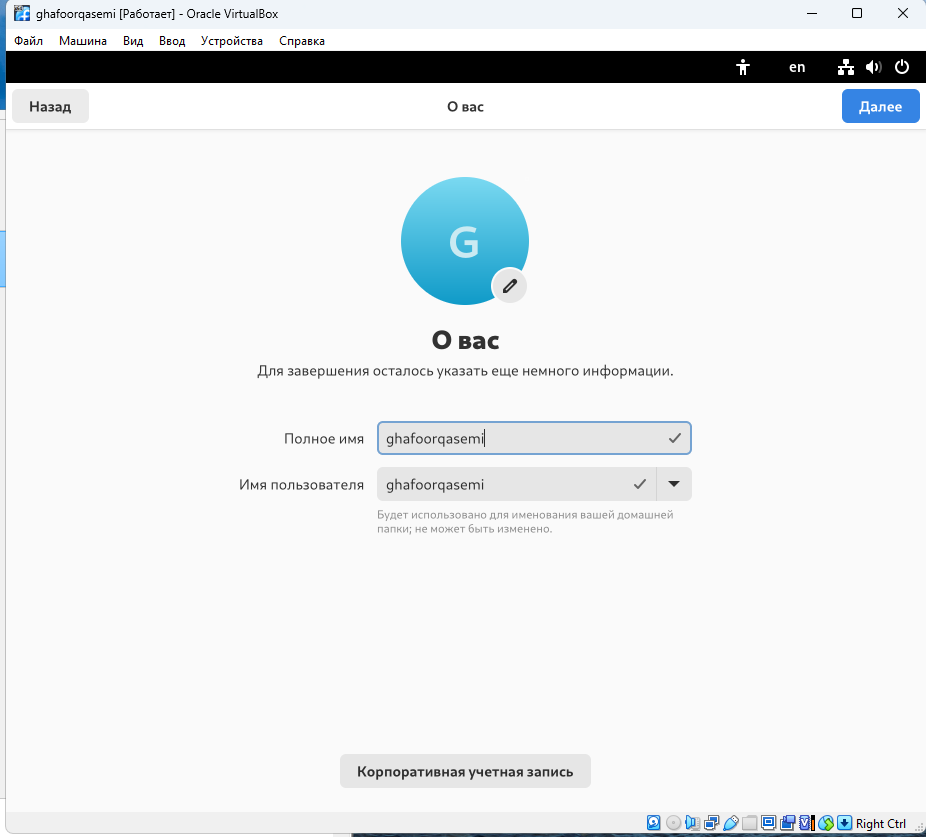 ghafoorqasemi [Работает] - Oracle VirtualBox
Файл Машина Вид Ввод Устройства Справка
en
Назад О вас Далее
G
О вас
Для завершения осталось указать еще немного информации.
Полное имя ghafoorqasemi
Имя пользователя ghafoorqasemi
Будет использовано для именования вашей домашней
папки; не может быть изменено.
Корпоративная учетная запись
Right Ctrl